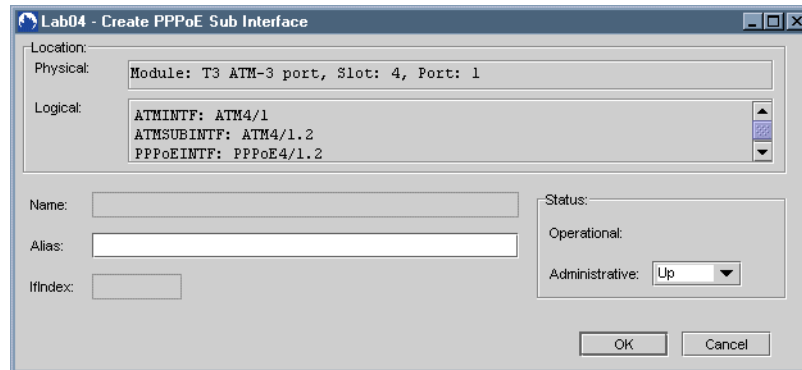 Lab04 - Create PPPoE Sub Interface
Location:
Physical: Module: T3 ATM-3 port, Slot: 4, Port: 1
Logical: ATMINTF: ATM4/1
ATMSUBINTF: ATM4/1.2
PPPoEINTF: PPPoE4/1.2
Name:
Alias:
IfIndex:
Status:
Operational:
Administrative: Up
OK Cancel